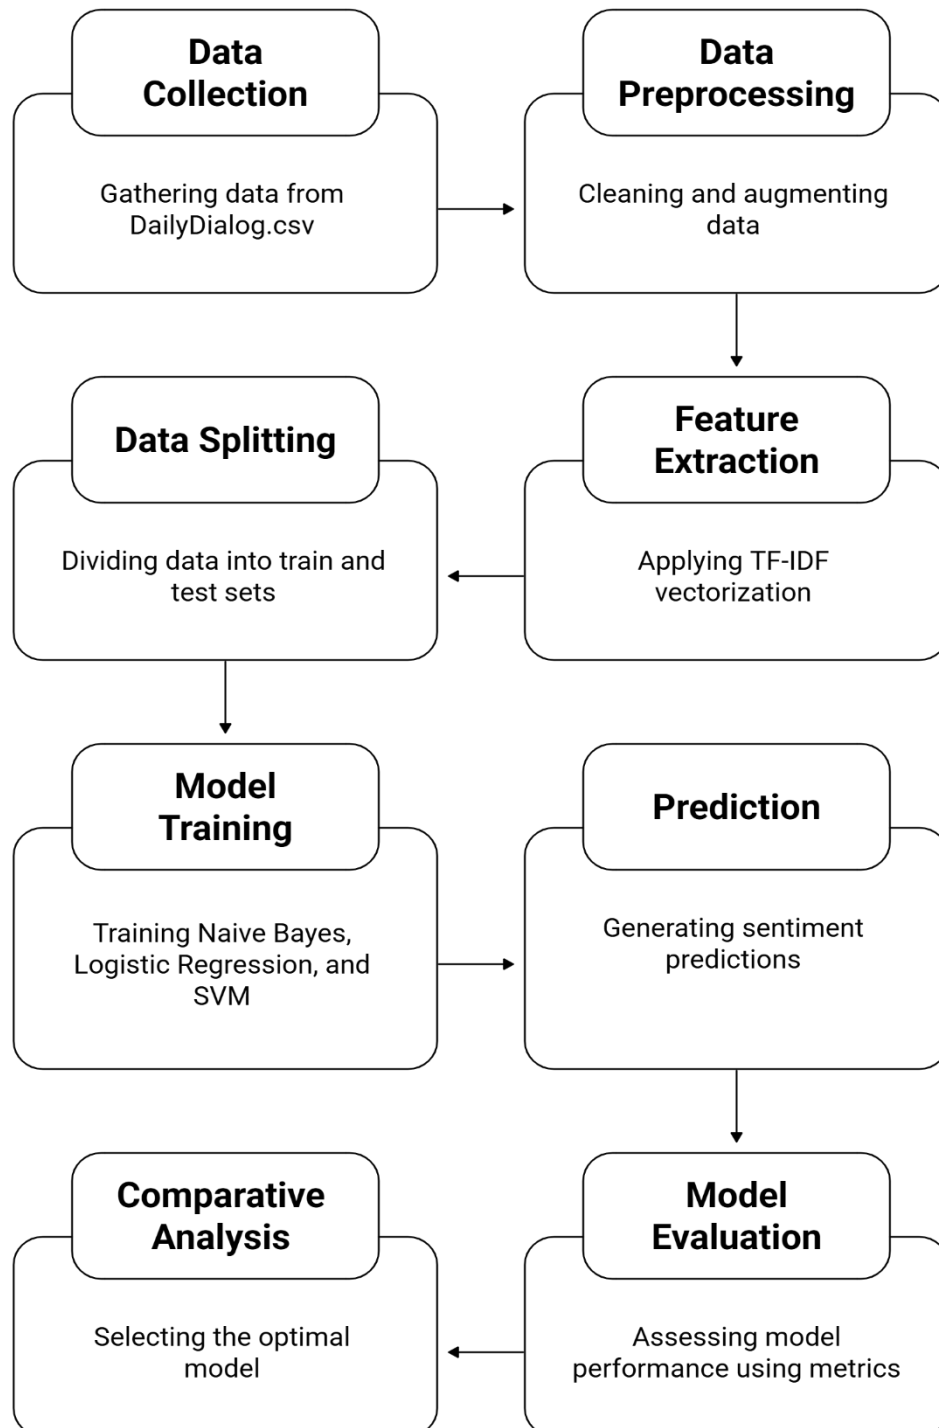 Data
Collection
Gathering data from
DailyDialog.csv
Data
Preprocessing
Cleaning and augmenting
data
Feature
Extraction
Applying TF-IDF
vectorization
Data Splitting
Dividing data into train and
test sets
Model
Training
Training Naive Bayes,
Logistic Regression, and
SVM
Prediction
Generating sentiment
predictions
Model
Evaluation
Assessing model
performance using metrics
Comparative
Analysis
Selecting the optimal
model